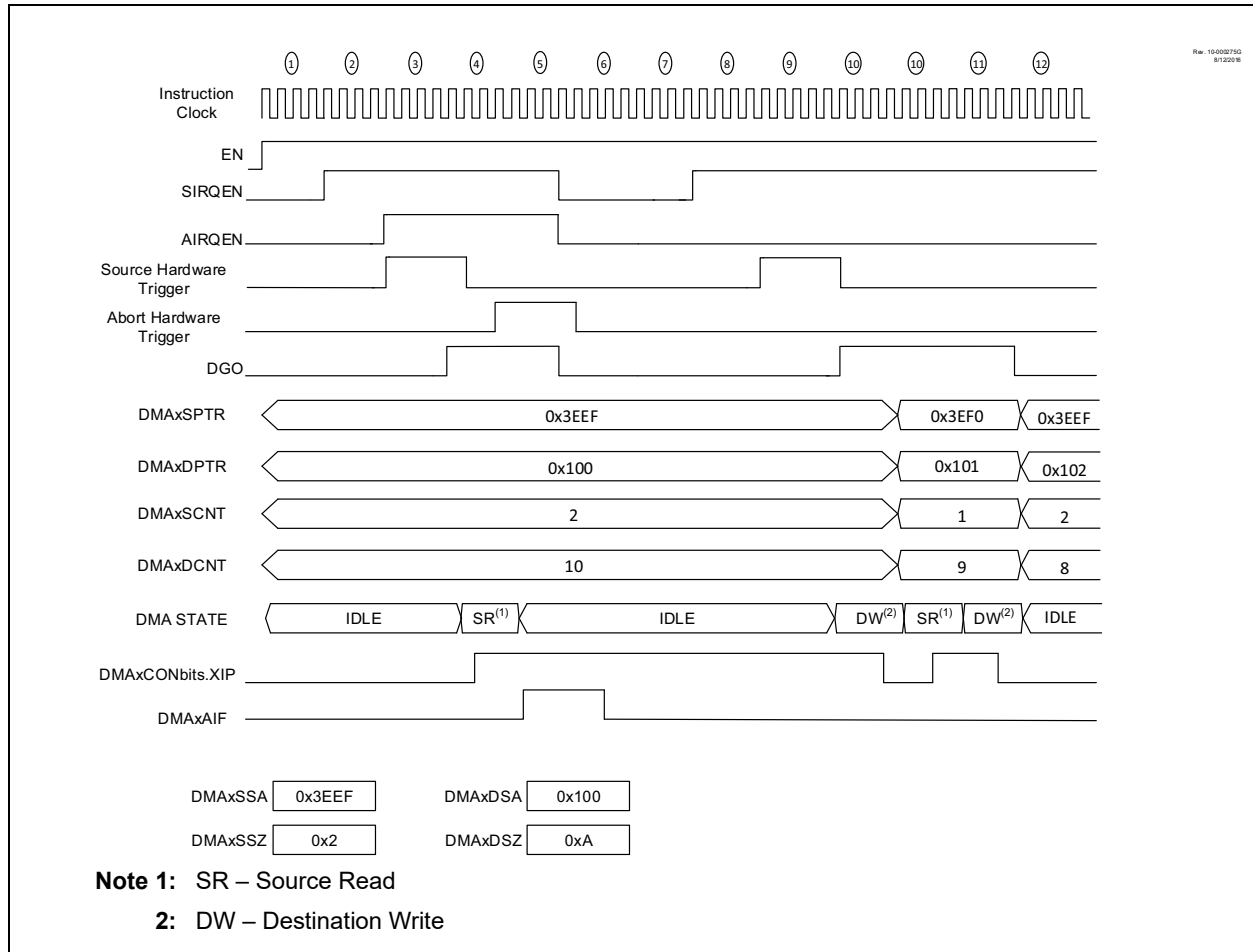 Rev. 10-000275G
8/12/2016
1 2 3 4 5 6 7 8 9 10 10 11 12
Instruction
Clock
EN
SIRQEN
AIRQEN
Source Hardware
Trigger
Abort Hardware
Trigger
DGO
DMAxSPTR 0x3EEF 0x3EF0 0x3EEF
DMAxDPTR 0x100 0x101 0x102
DMAxSCNT 2 1 2
DMAxDCNT 10 9 8
DMA STATE IDLE SR(1) IDLE DW(2) SR(1) DW(2) IDLE
DMAxCONbits.XIP
DMAxAIF
DMAxSSA 0x3EEF DMAxDSA 0x100
DMAxSSZ 0x2 DMAxDSZ 0xA
Note 1: SR – Source Read
2: DW – Destination Write